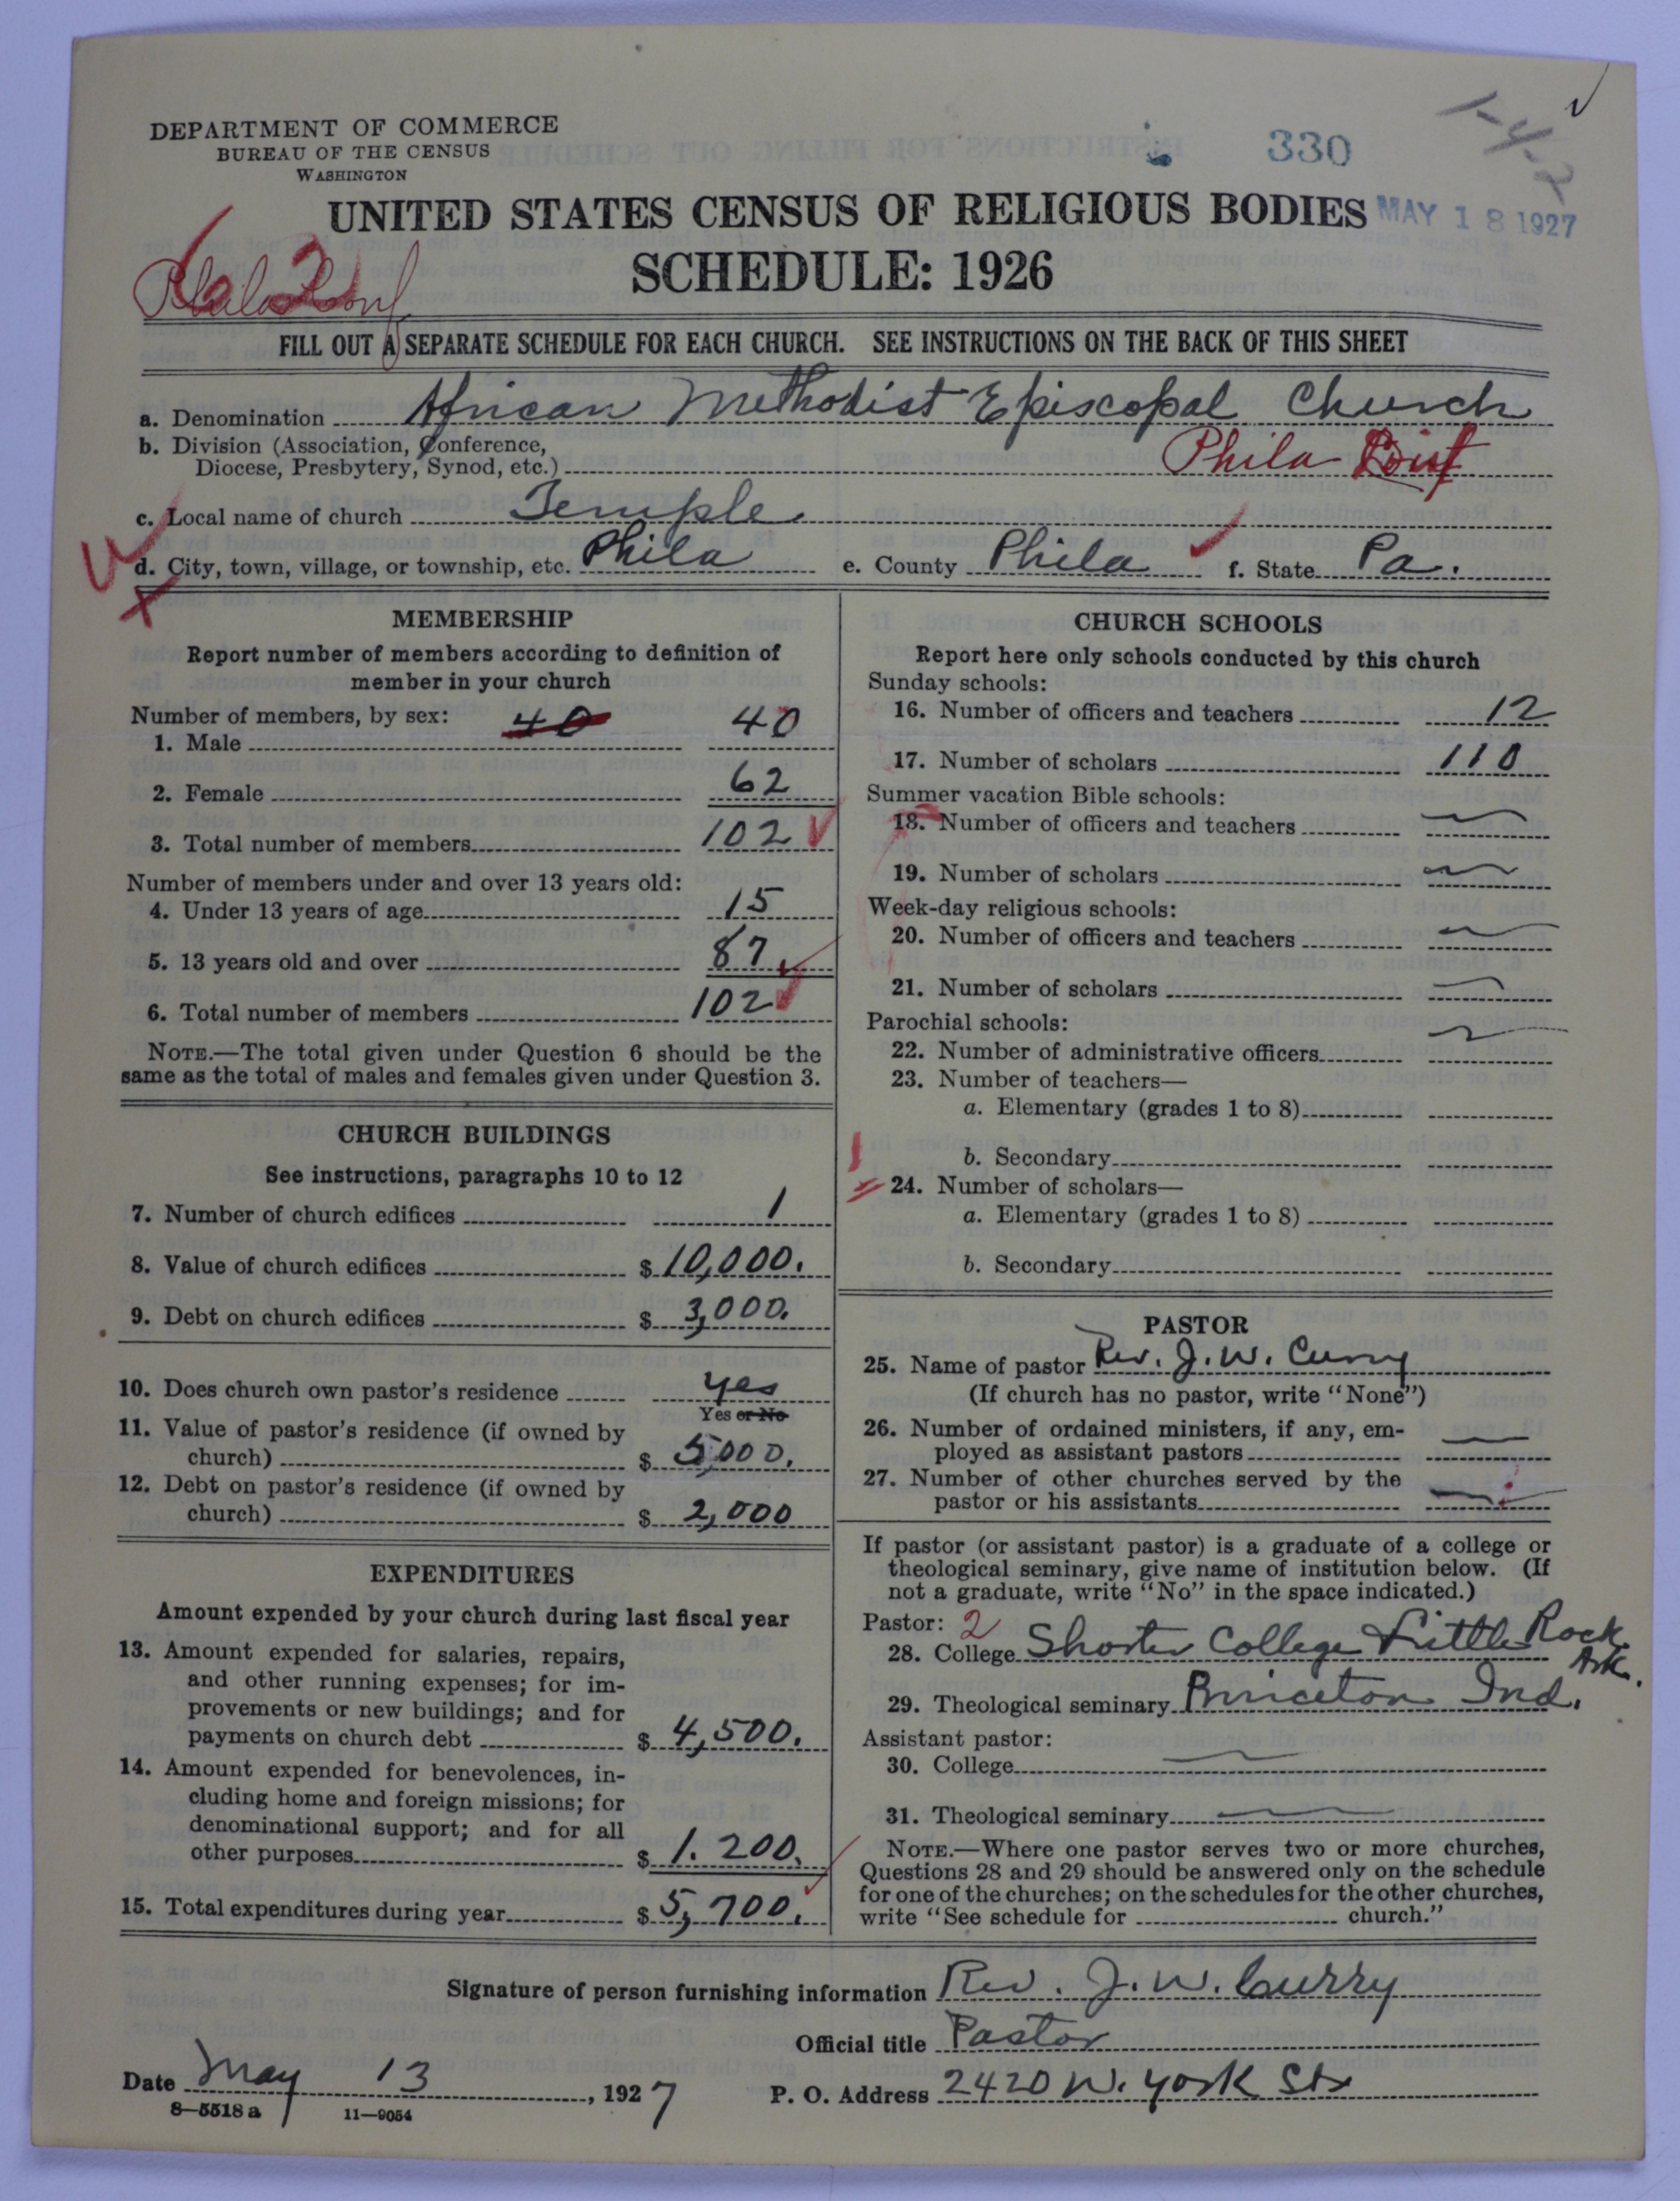 DEPARTMENT OF COMMERCE
BUREAU OF THE CENSUS
WASHINGTON
330
1-4-2
UNITED STATES CENSUS OF RELIGIOUS BODIES
MAY 18 1927
SCHEDULE: 1926
Phila Conf
FILL OUT A SEPARATE SCHEDULE FOR EACH CHURCH. SEE INSTRUCTIONS ON THE BACK OF THIS SHEET
a. Denomination African Methodist Episcopal Church
b. Division (Association, Conference,
Diocese, Presbytery, Synod, etc.) Phila
c. Local name of church Temple
d. City, town, village, or township, etc. Phila e. County Phila f. State Pa.
MEMBERSHIP
Report number of members according to definition of
member in your church
Number of members, by sex: 40
1. Male 40
2. Female 62
3. Total number of members 102
Number of members under and over 13 years old:
4. Under 13 years of age 15
5. 13 years old and over 87
6. Total number of members 102
NOTE.—The total given under Question 6 should be the
same as the total of males and females given under Question 3.
CHURCH BUILDINGS
See instructions, paragraphs 10 to 12
7. Number of church edifices 1
8. Value of church edifices $ 10,000.
9. Debt on church edifices $ 3,000.
10. Does church own pastor's residence yes
Yes or No
11. Value of pastor's residence (if owned by
church) $ 5,000.
12. Debt on pastor's residence (if owned by
church) $ 2,000
EXPENDITURES
Amount expended by your church during last fiscal year
13. Amount expended for salaries, repairs,
and other running expenses; for im-
provements or new buildings; and for
payments on church debt $ 4,500.
14. Amount expended for benevolences, in-
cluding home and foreign missions; for
denominational support; and for all
other purposes $ 1.200.
15. Total expenditures during year $ 5,700.
CHURCH SCHOOLS
Report here only schools conducted by this church
Sunday schools:
16. Number of officers and teachers 12
17. Number of scholars 110
Summer vacation Bible schools:
18. Number of officers and teachers
19. Number of scholars
Week-day religious schools:
20. Number of officers and teachers
21. Number of scholars
Parochial schools:
22. Number of administrative officers
23. Number of teachers—
a. Elementary (grades 1 to 8)
b. Secondary
24. Number of scholars—
a. Elementary (grades 1 to 8)
b. Secondary
PASTOR
25. Name of pastor Rev. J. W. Curry
(If church has no pastor, write "None")
26. Number of ordained ministers, if any, em-
ployed as assistant pastors
27. Number of other churches served by the
pastor or his assistants
If pastor (or assistant pastor) is a graduate of a college or
theological seminary, give name of institution below. (If
not a graduate, write "No" in the space indicated.)
Pastor: 2
28. College Shorter College Little Rock
Ark.
29. Theological seminary Princeton Ind.
Assistant pastor:
30. College
31. Theological seminary
NOTE.—Where one pastor serves two or more churches,
Questions 28 and 29 should be answered only on the schedule
for one of the churches; on the schedules for the other churches,
write "See schedule for church."
Signature of person furnishing information Rev. J. W. Curry
Official title Pastor
Date May 13, 1927
P. O. Address 2420 W. York St
8—5518 a 11—9054